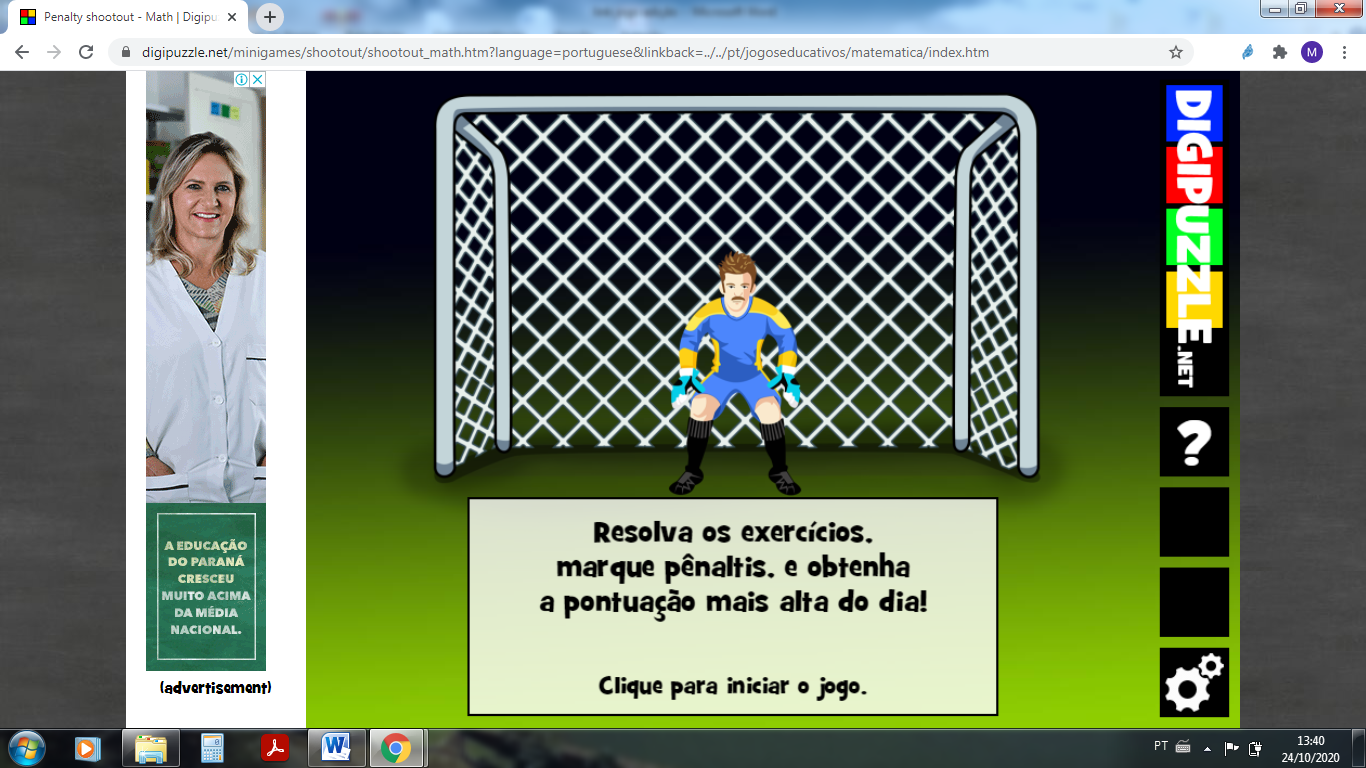 Penalty shootout - Math | Digipu
digipuzzle.net/minigames/shootout/shootout_math.htm?language=portuguese&linkback=../../pt/jogoseducativos/matematica/index.htm
M
A EDUCAÇÃO
DO PARANÁ
CRESCEU
MUITO ACIMA
DA MÉDIA
NACIONAL.
(advertisement)
Resolva os exercícios.
marque pênaltis. e obtenha
a pontuação mais alta do dia!
Clique para iniciar o jogo.
DIGIPUZZLE.NET
?
PT
13:40
24/10/2020